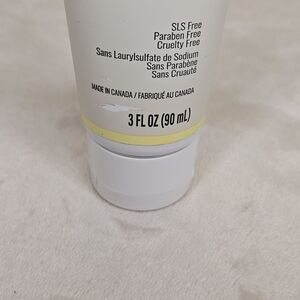 SLS Free
Paraben Free
Cruelty Free
Sans Laurylsulfate de Sodium
Sans Parabène
Sans Cruauté
MADE IN CANADA / FABRIQUÉ AU CANADA
3 FL OZ (90 mL)